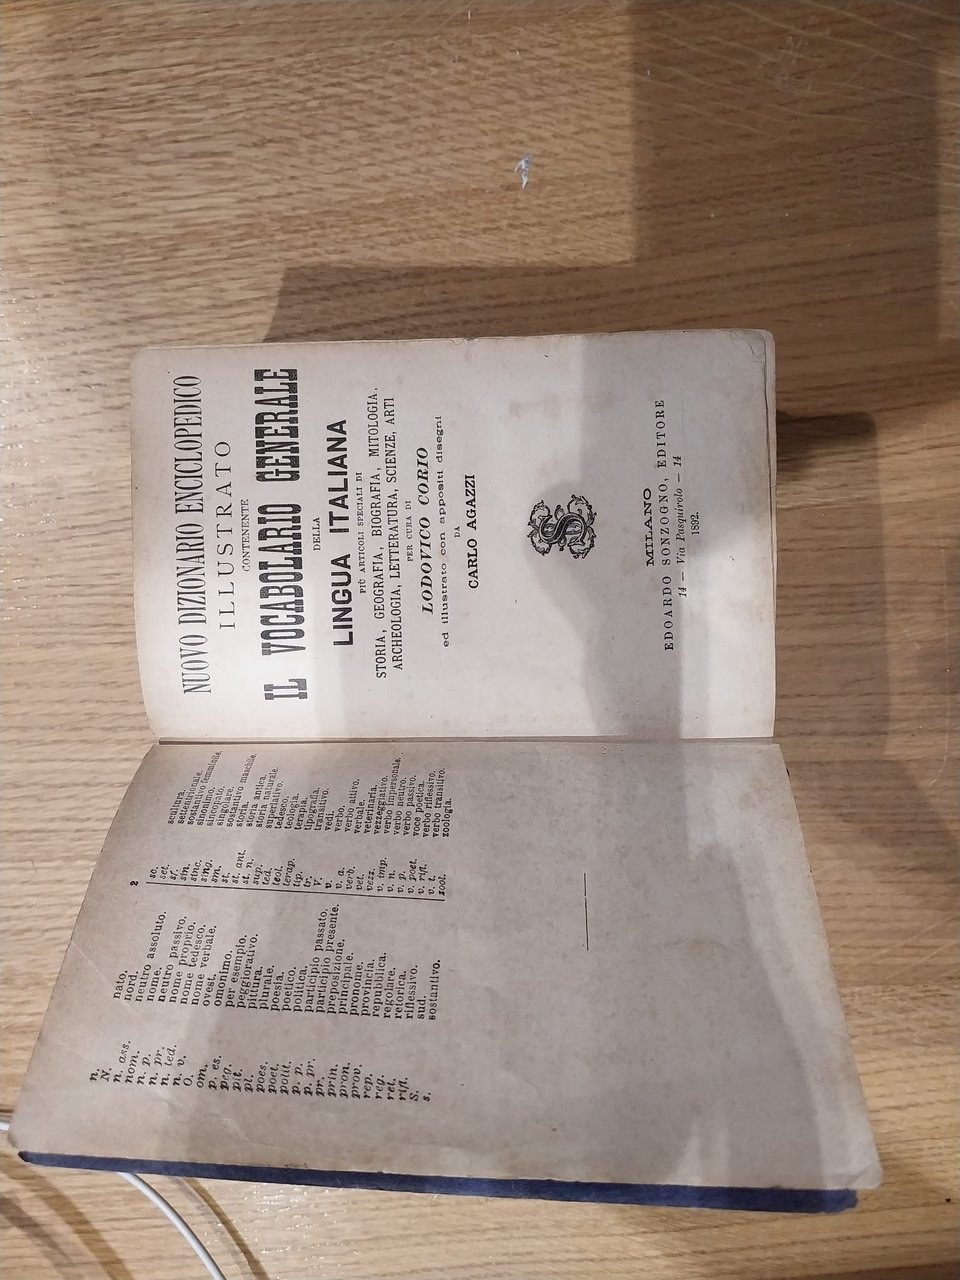 2
n. nato.
N. nord.
n. ass. neutro assoluto.
nom. nome.
n. p. neutro passivo.
n. pr. nome proprio.
n. ted. nome tedesco.
n. v. nome verbale.
O. ovest.
om. omonimo.
p. es. per esempio.
peg. peggiorativo.
pit. pittura.
pl. plurale.
poes. poesia.
poet. poetico.
polit. politica.
p. p. participio passato.
p. pr. participio presente.
pr. preposizione.
prin. principale.
pron. pronome.
prov. provincia.
rep. repubblica.
reg. regolare.
ret. retorica.
rifl. riflessivo.
S. sud.
s. sostantivo.
sc. scultura.
set. settentrionale.
sf. sostantivo femminile.
sin. sinonimo.
sinc. sincopato.
sing. singolare.
sm. sostantivo maschile.
st. storia.
st. ant. storia antica.
st. n. storia naturale.
sup. superlativo.
ted. tedesco.
teol. teologia.
terap. terapia.
tip. tipografia.
tr. transitivo.
V. vedi.
v. verbo.
v. a. verbo attivo.
verb. verbale.
vet. veterinaria.
vezz. vezzeggiativo.
v. imp. verbo impersonale.
v. n. verbo neutro.
v. p. verbo passivo.
v. poet. voce poetica.
v. rifl. verbo riflessivo.
v. t. verbo transitivo.
zool. zoologia.
NUOVO DIZIONARIO ENCICLOPEDICO
ILLUSTRATO
CONTENENTE
IL VOCABOLARIO GENERALE
DELLA
LINGUA ITALIANA
PIÙ ARTICOLI SPECIALI DI
STORIA, GEOGRAFIA, BIOGRAFIA, MITOLOGIA.
ARCHEOLOGIA, LETTERATURA, SCIENZE, ARTI
PER CURA DI
LODOVICO CORIO
ed illustrato con appositi disegni
DA
CARLO AGAZZI
MILANO
EDOARDO SONZOGNO, EDITORE
14 — Via Pasquirolo — 14
1892.